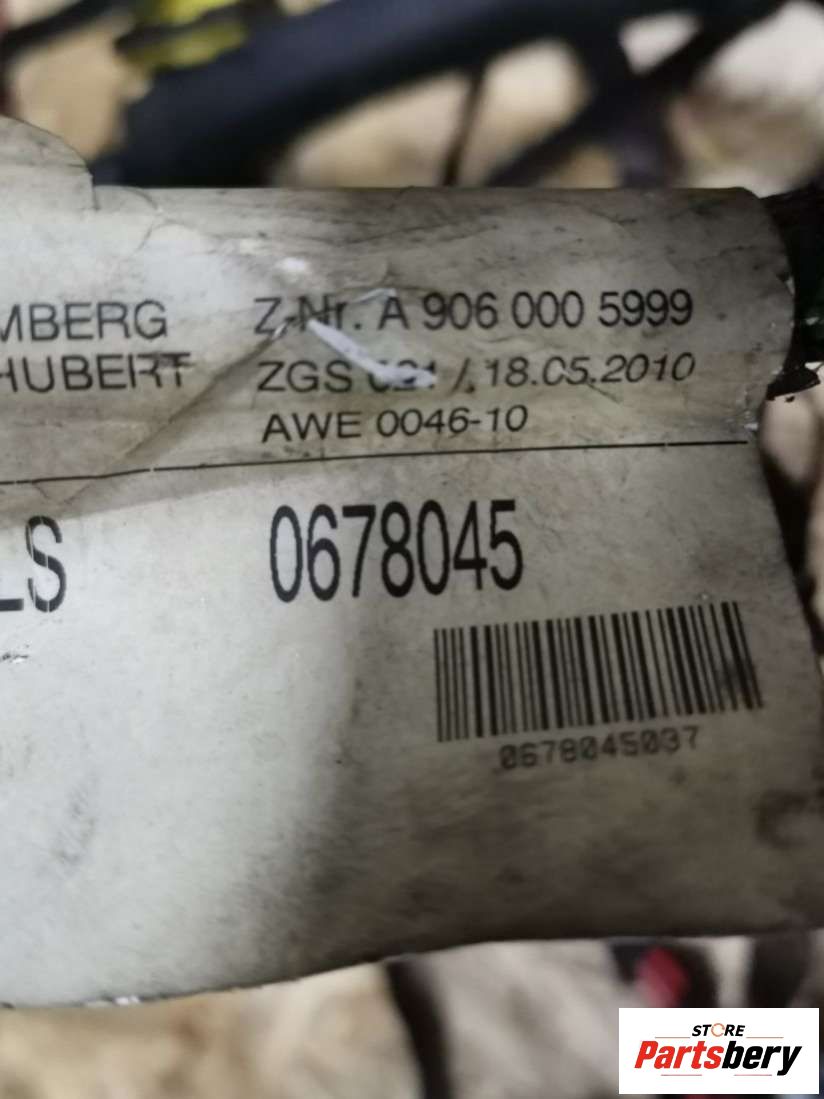 MBERG Z-Nr. A 906 000 5999
HUBERT ZGS / 18.05.2010
AWE 0046-10
LS 0678045
0678045037
STORE
Partsbery